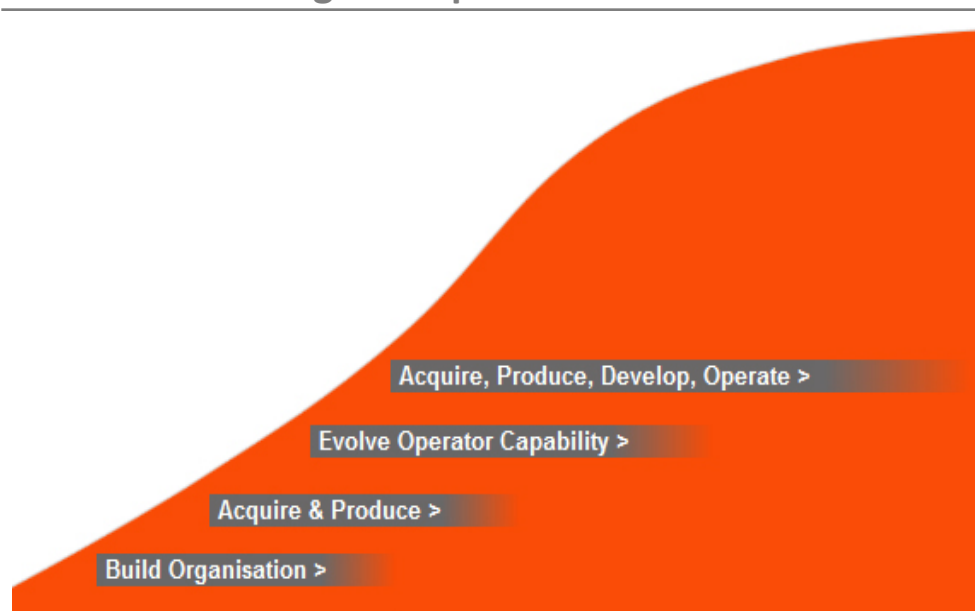 Acquire, Produce, Develop, Operate >
Evolve Operator Capability >
Acquire & Produce >
Build Organisation >